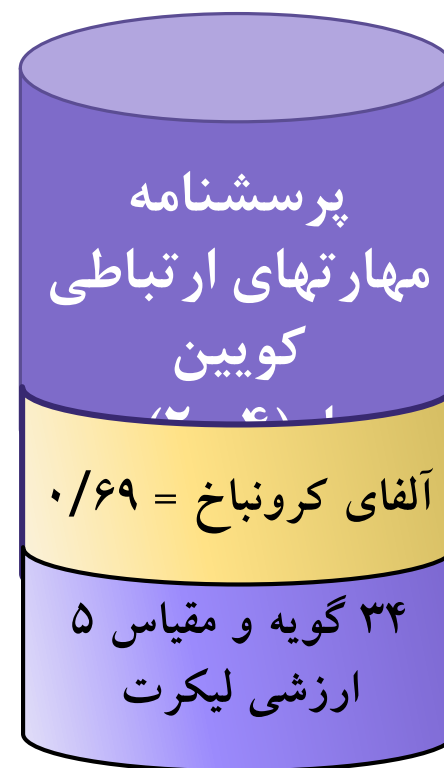 پرسشنامه
مهارتهای ارتباطی
کویین
آلفای کرونباخ = ۰/۶۹
۳۴ گویه و مقیاس ۵
ارزشی لیکرت